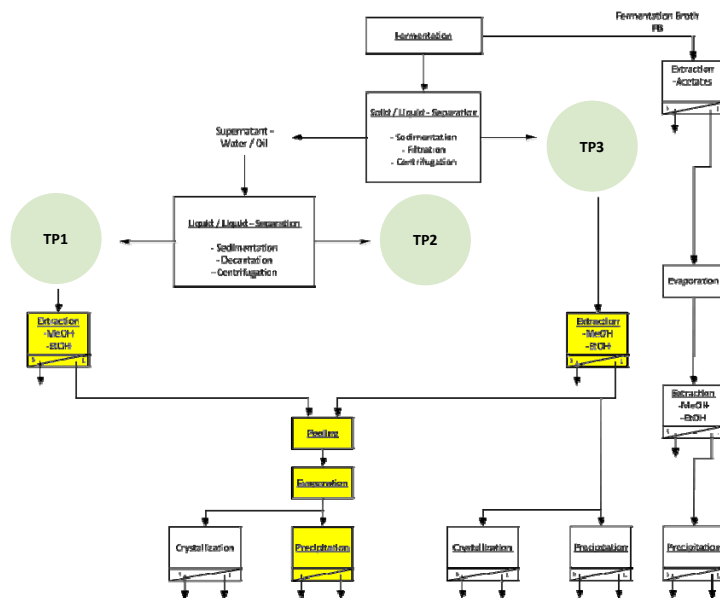 Fermentation Broth
FB
Fermentation
Extraction
-Acetates
S L
Solid / Liquid - Separation
- Sedimentation
- Filtration
- Centrifugation
Supernatant -
Water / Oil
TP3
TP1
Liquid / Liquid - Separation
- Sedimentation
- Decantation
- Centrifugation
TP2
Evaporation
Extraction
-MeOH
-EtOH
S L
Extraction
-MeOH
-EtOH
S L
Extraction
-MeOH
-EtOH
Pooling
Evaporation
Crystallization
Precipitation
Crystallization
Precipitation
Precipitation